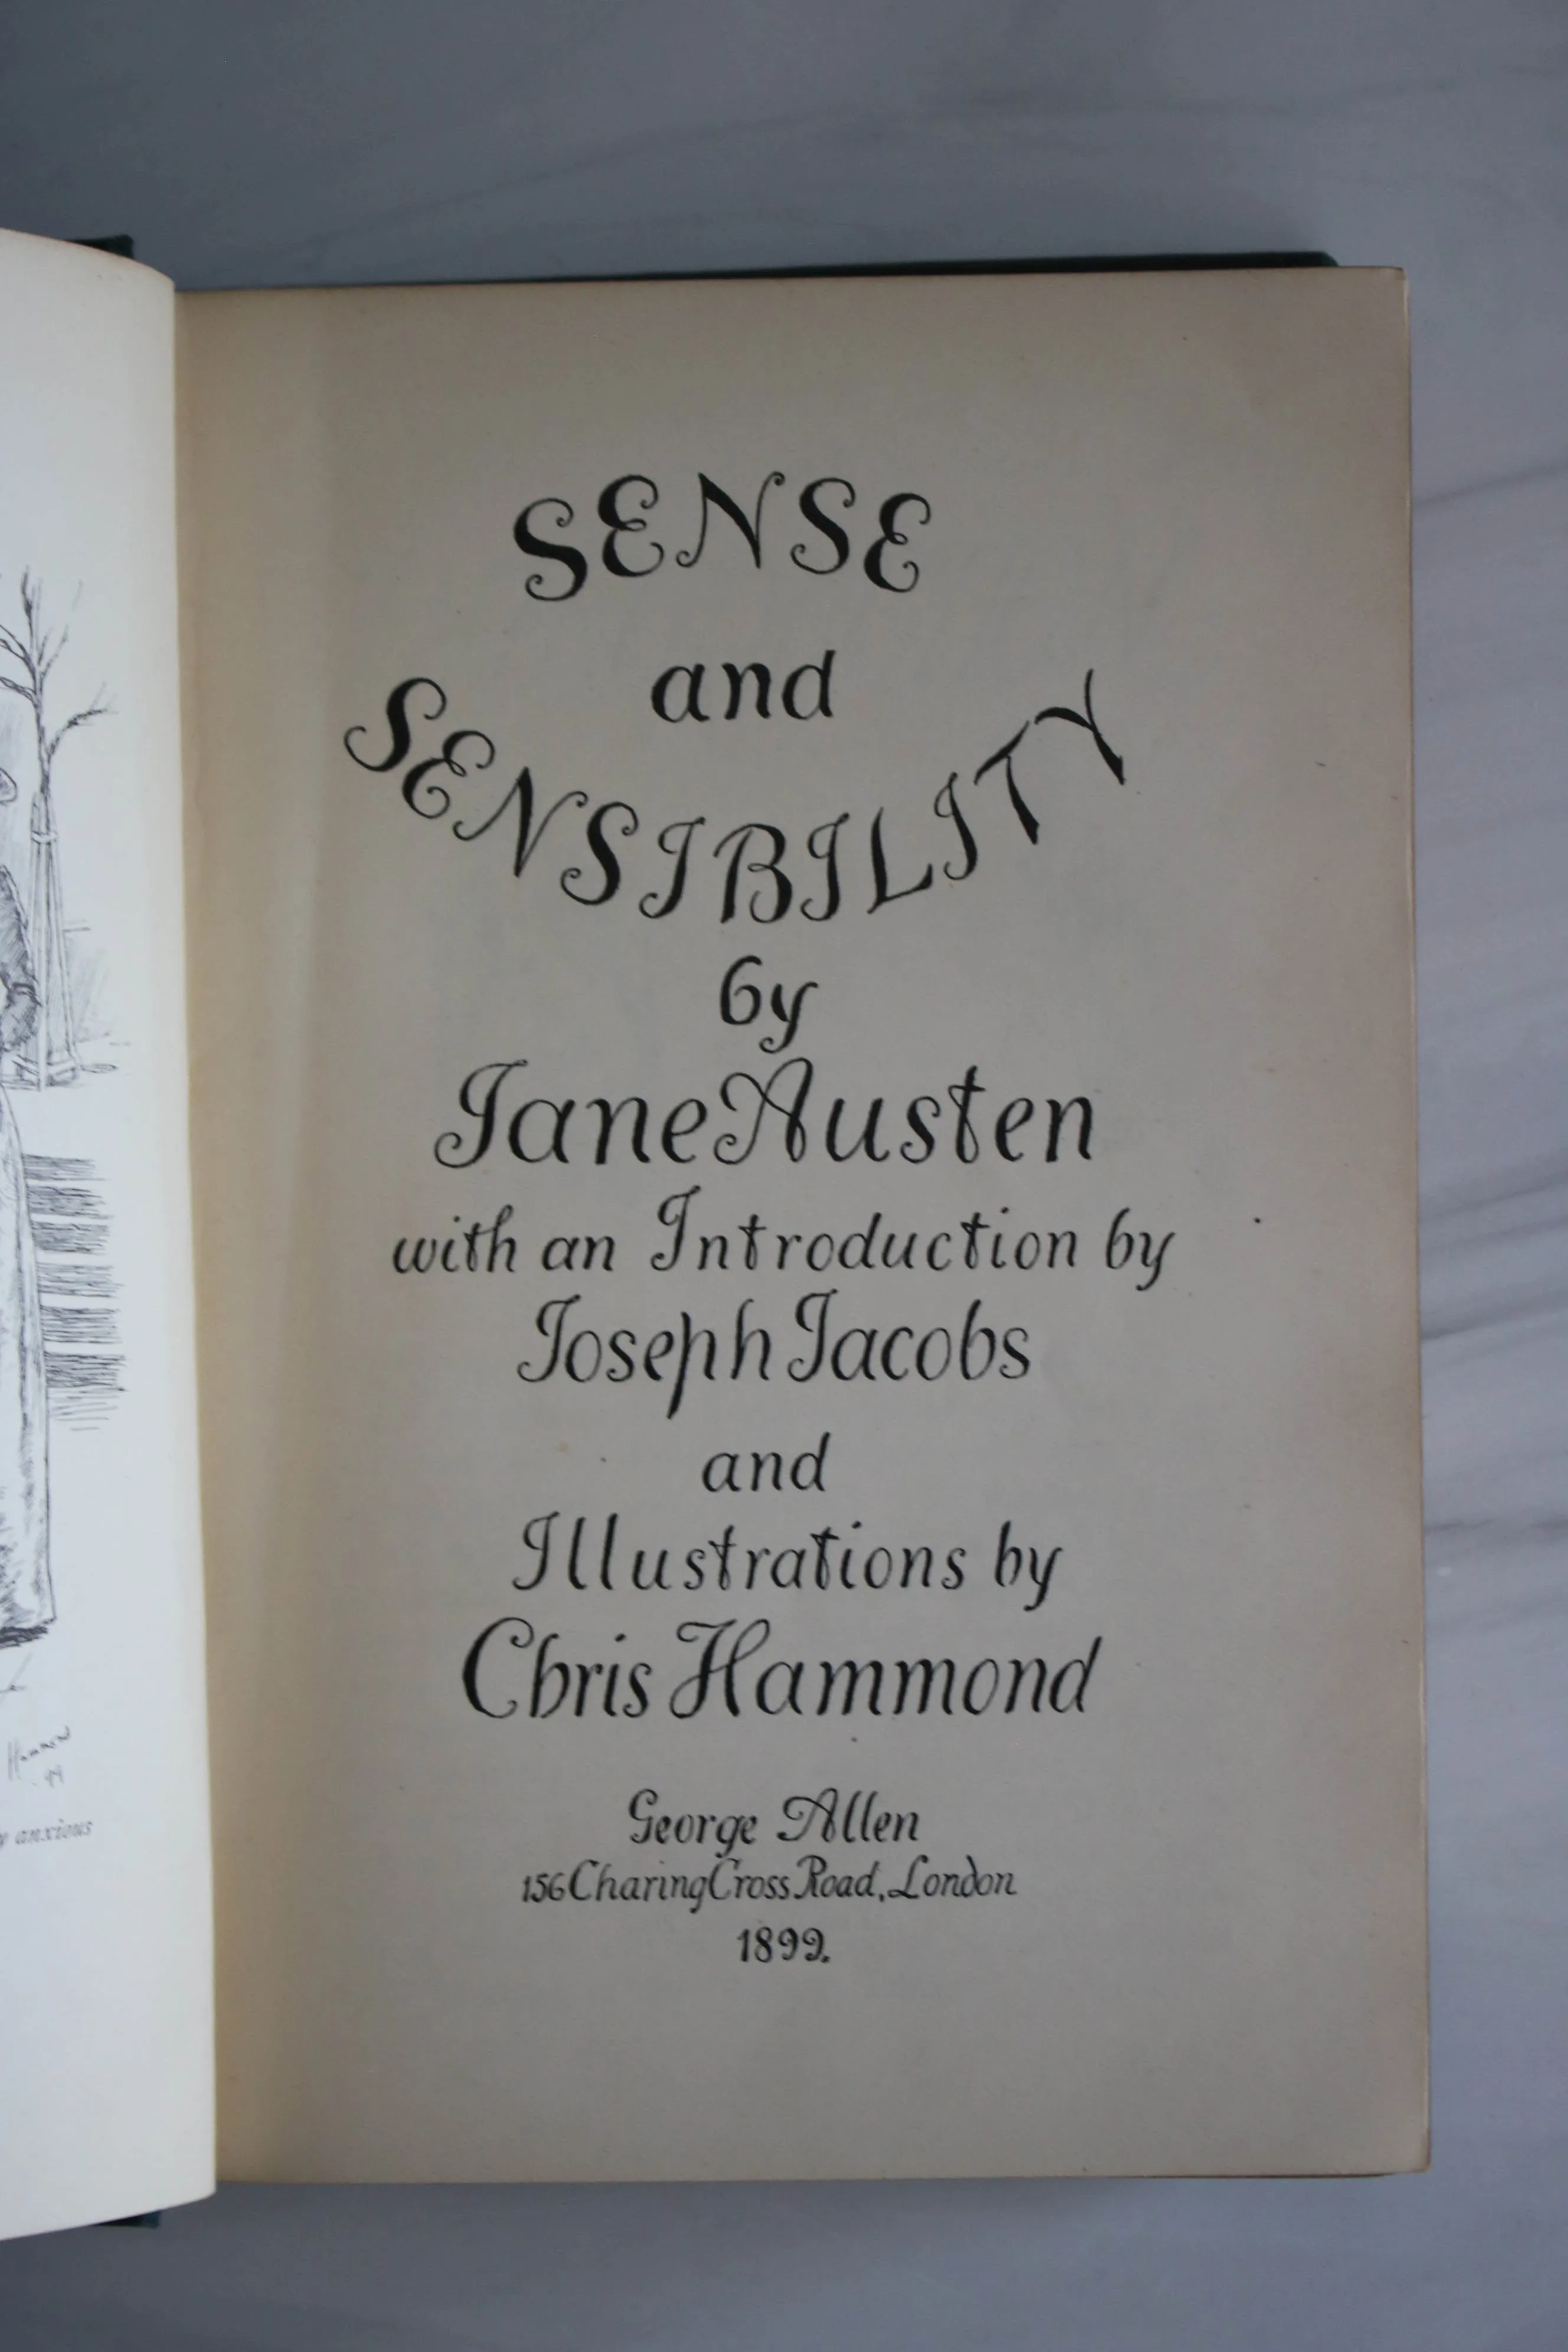 Hammond
anxious
SENSE
and
SENSIBILITY
by
Jane Austen
with an Introduction by
Joseph Jacobs
and
Illustrations by
Chris Hammond
George Allen
156 Charing Cross Road, London
1899.